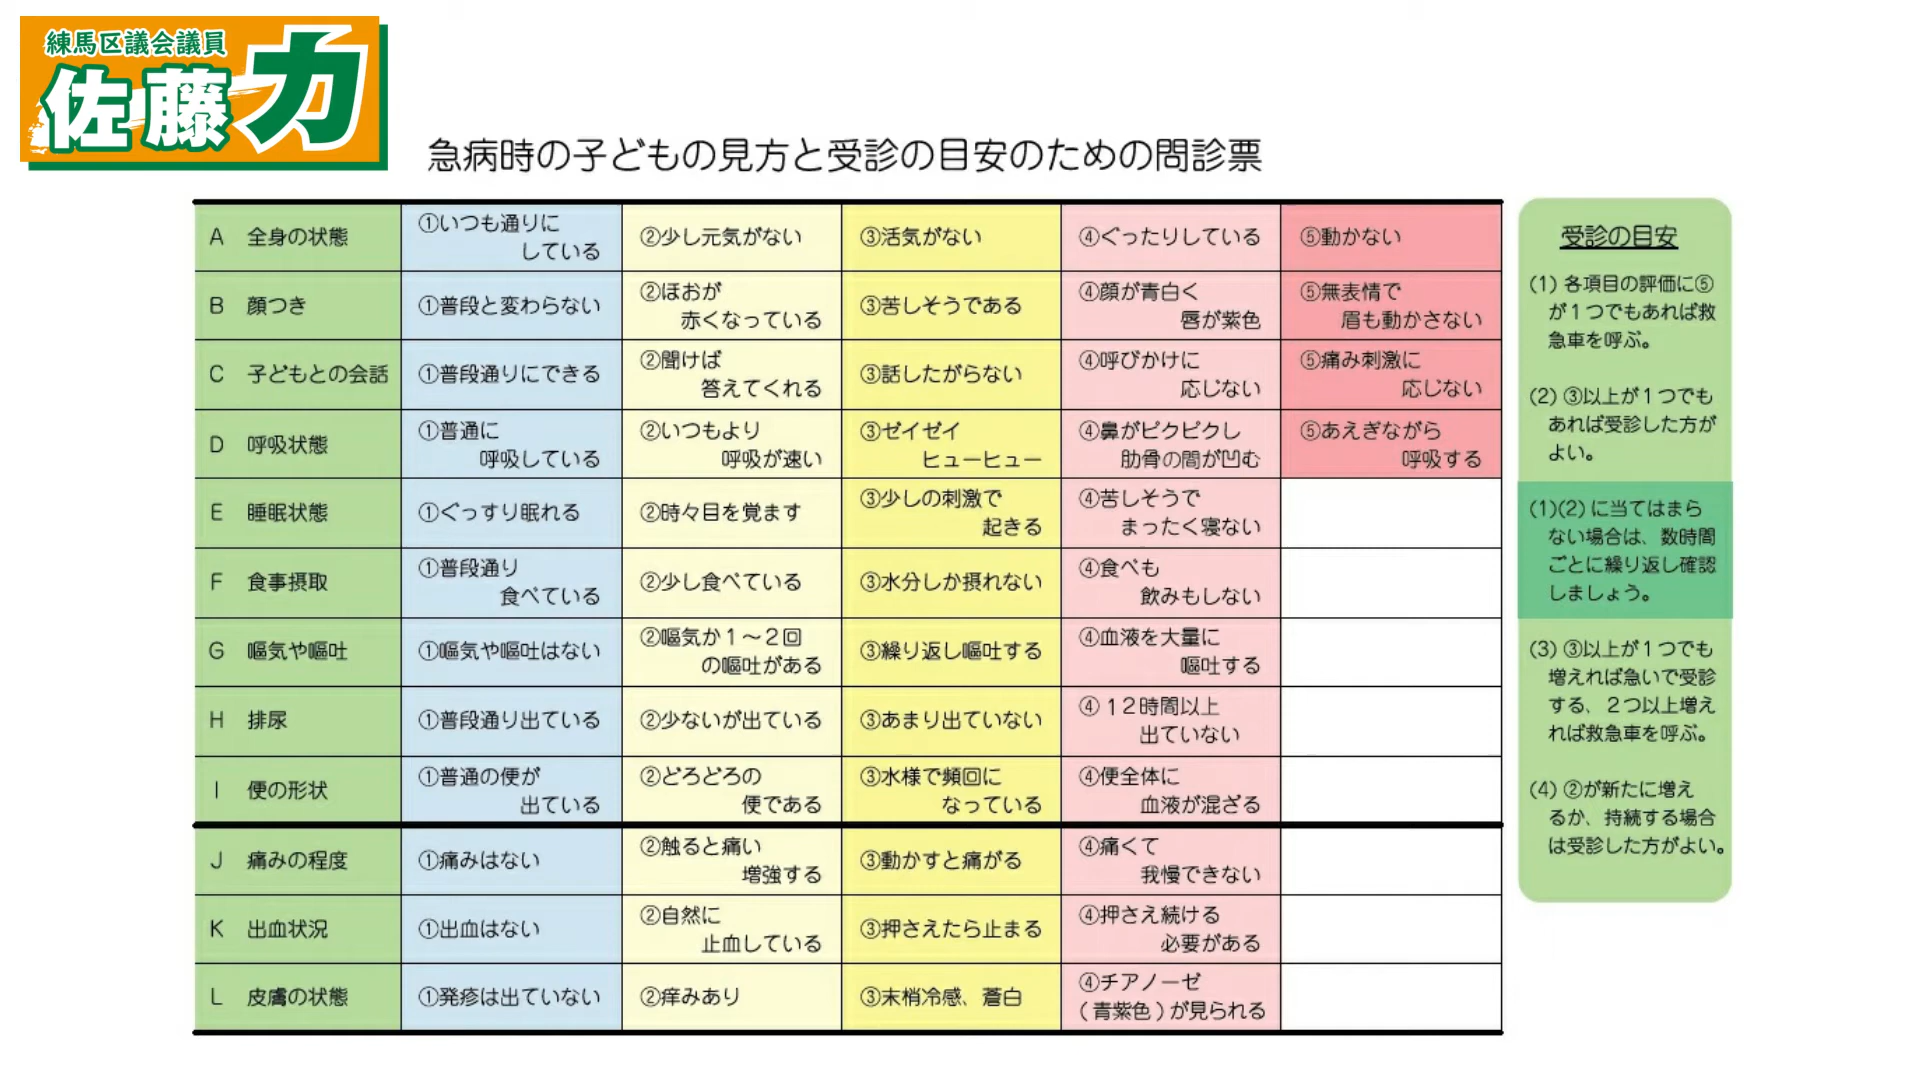 練馬区議会議員
佐藤力
急病時の子どもの見方と受診の目安のための問診票
A 全身の状態
①いつも通りに
している
②少し元気がない
③活気がない
④ぐったりしている
⑤動かない
B 顔つき
①普段と変わらない
②ほおが
赤くなっている
③苦しそうである
④顔が青白く
唇が紫色
⑤無表情で
眉も動かさない
C 子どもとの会話
①普段通りにできる
②聞けば
答えてくれる
③話したがらない
④呼びかけに
応じない
⑤痛み刺激に
応じない
D 呼吸状態
①普通に
呼吸している
②いつもより
呼吸が速い
③ゼイゼイ
ヒューヒュー
④鼻がピクピクし
肋骨の間が凹む
⑤あえぎながら
呼吸する
E 睡眠状態
①ぐっすり眠れる
②時々目を覚ます
③少しの刺激で
起きる
④苦しそうで
まったく寝ない
F 食事摂取
①普段通り
食べている
②少し食べている
③水分しか摂れない
④食べも
飲みもしない
G 嘔気や嘔吐
①嘔気や嘔吐はない
②嘔気か１～２回
の嘔吐がある
③繰り返し嘔吐する
④血液を大量に
嘔吐する
H 排尿
①普段通り出ている
②少ないが出ている
③あまり出ていない
④１２時間以上
出ていない
I 便の形状
①普通の便が
出ている
②どろどろの
便である
③水様で頻回に
なっている
④便全体に
血液が混ざる
J 痛みの程度
①痛みはない
②触ると痛い
増強する
③動かすと痛がる
④痛くて
我慢できない
K 出血状況
①出血はない
②自然に
止血している
③押さえたら止まる
④押さえ続ける
必要がある
L 皮膚の状態
①発疹は出ていない
②痒みあり
③末梢冷感、蒼白
④チアノーゼ
(青紫色)が見られる
受診の目安
(1) 各項目の評価に⑤
が１つでもあれば救
急車を呼ぶ。
(2) ③以上が１つでも
あれば受診した方が
よい。
(1)(2) に当てはまら
ない場合は、数時間
ごとに繰り返し確認
しましょう。
(3) ③以上が１つでも
増えれば急いで受診
する、２つ以上増え
れば救急車を呼ぶ。
(4) ②が新たに増え
るか、持続する場合
は受診した方がよい。